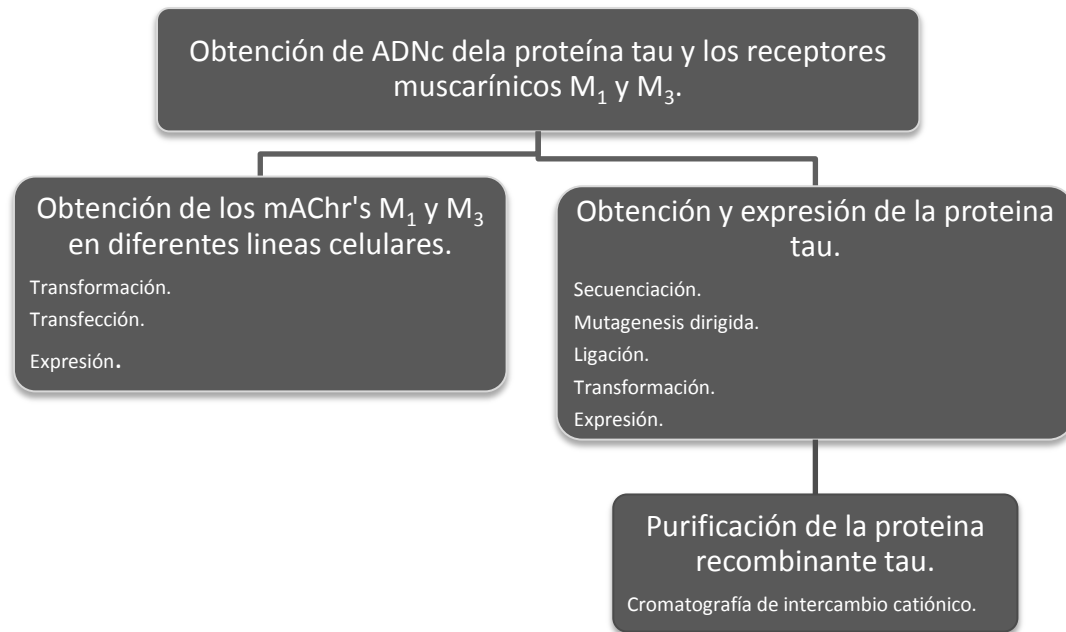 Obtención de ADNc dela proteína tau y los receptores
muscarínicos M₁ y M₃.
Obtención de los mAChr's M₁ y M₃
en diferentes lineas celulares.
Transformación.
Transfección.
Expresión.
Obtención y expresión de la proteina
tau.
Secuenciación.
Mutagenesis dirigida.
Ligación.
Transformación.
Expresión.
Purificación de la proteina
recombinante tau.
Cromatografía de intercambio catiónico.